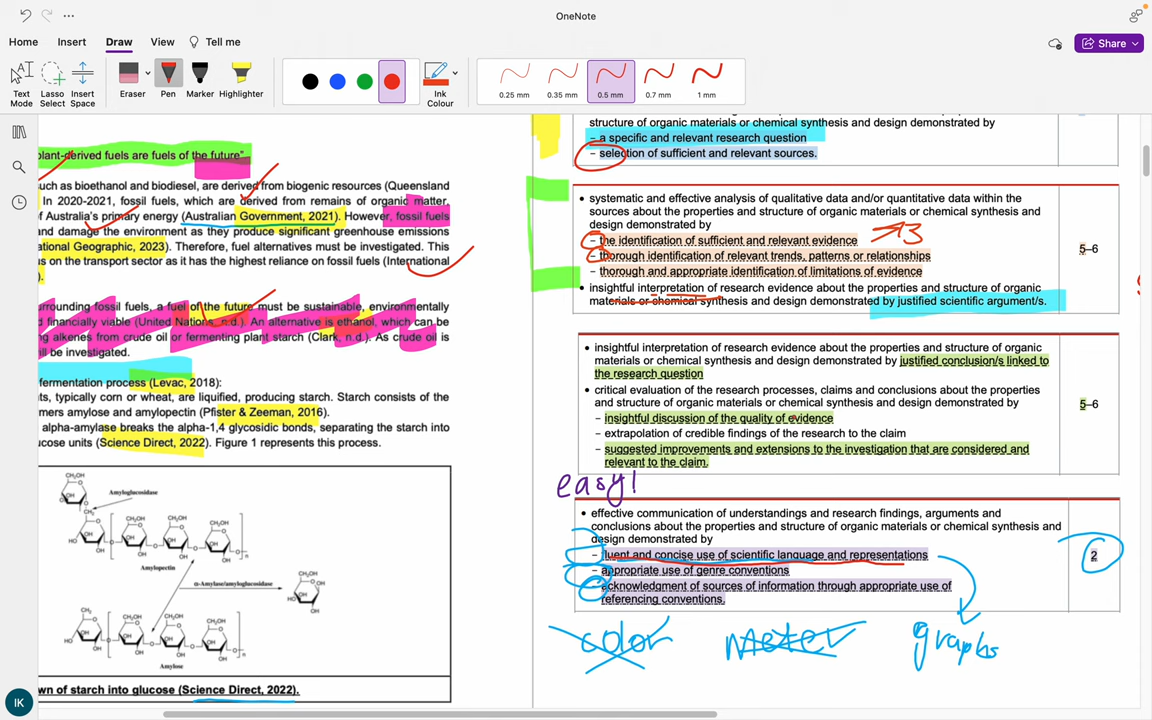 OneNote
Home Insert Draw View Tell me
Share
Text Mode
Lasso Select
Insert Space
Eraser
Pen
Marker
Highlighter
Ink Colour
0.25 mm
0.35 mm
0.5 mm
0.7 mm
1 mm
plant-derived fuels are fuels of the future"
such as bioethanol and biodiesel, are derived from biogenic resources (Queensland
In 2020-2021, fossil fuels, which are derived from remains of organic matter,
of Australia's primary energy (Australian Government, 2021). However, fossil fuels
and damage the environment as they produce significant greenhouse emissions
ational Geographic, 2023). Therefore, fuel alternatives must be investigated. This
us on the transport sector as it has the highest reliance on fossil fuels (International
).
urrounding fossil fuels, a fuel of the future must be sustainable, environmentally
d financially viable (United Nations, n.d.). An alternative is ethanol, which can be
ng alkenes from crude oil or fermenting plant starch (Clark, n.d.). As crude oil is
ill be investigated.
fermentation process (Levac, 2018):
ts, typically corn or wheat, are liquified, producing starch. Starch consists of the
mers amylose and amylopectin (Pfister & Zeeman, 2016).
alpha-amylase breaks the alpha-1,4 glycosidic bonds, separating the starch into
ucose units (Science Direct, 2022). Figure 1 represents this process.
Amyloglucosidase
Amylopectin
α-Amylase/amyloglucosidase
Amylose
wn of starch into glucose (Science Direct, 2022).
IK
structure of organic materials or chemical synthesis and design demonstrated by
– a specific and relevant research question
– selection of sufficient and relevant sources.
• systematic and effective analysis of qualitative data and/or quantitative data within the
sources about the properties and structure of organic materials or chemical synthesis and
design demonstrated by
– the identification of sufficient and relevant evidence
– thorough identification of relevant trends, patterns or relationships
– thorough and appropriate identification of limitations of evidence
• insightful interpretation of research evidence about the properties and structure of organic
materials or chemical synthesis and design demonstrated by justified scientific argument/s.
5–6
• insightful interpretation of research evidence about the properties and structure of organic
materials or chemical synthesis and design demonstrated by justified conclusion/s linked to
the research question
• critical evaluation of the research processes, claims and conclusions about the properties
and structure of organic materials or chemical synthesis and design demonstrated by
– insightful discussion of the quality of evidence
– extrapolation of credible findings of the research to the claim
– suggested improvements and extensions to the investigation that are considered and
relevant to the claim.
5–6
easy!
• effective communication of understandings and research findings, arguments and
conclusions about the properties and structure of organic materials or chemical synthesis and
design demonstrated by
– fluent and concise use of scientific language and representations
– appropriate use of genre conventions
– acknowledgment of sources of information through appropriate use of
referencing conventions.
2
color meter graphs